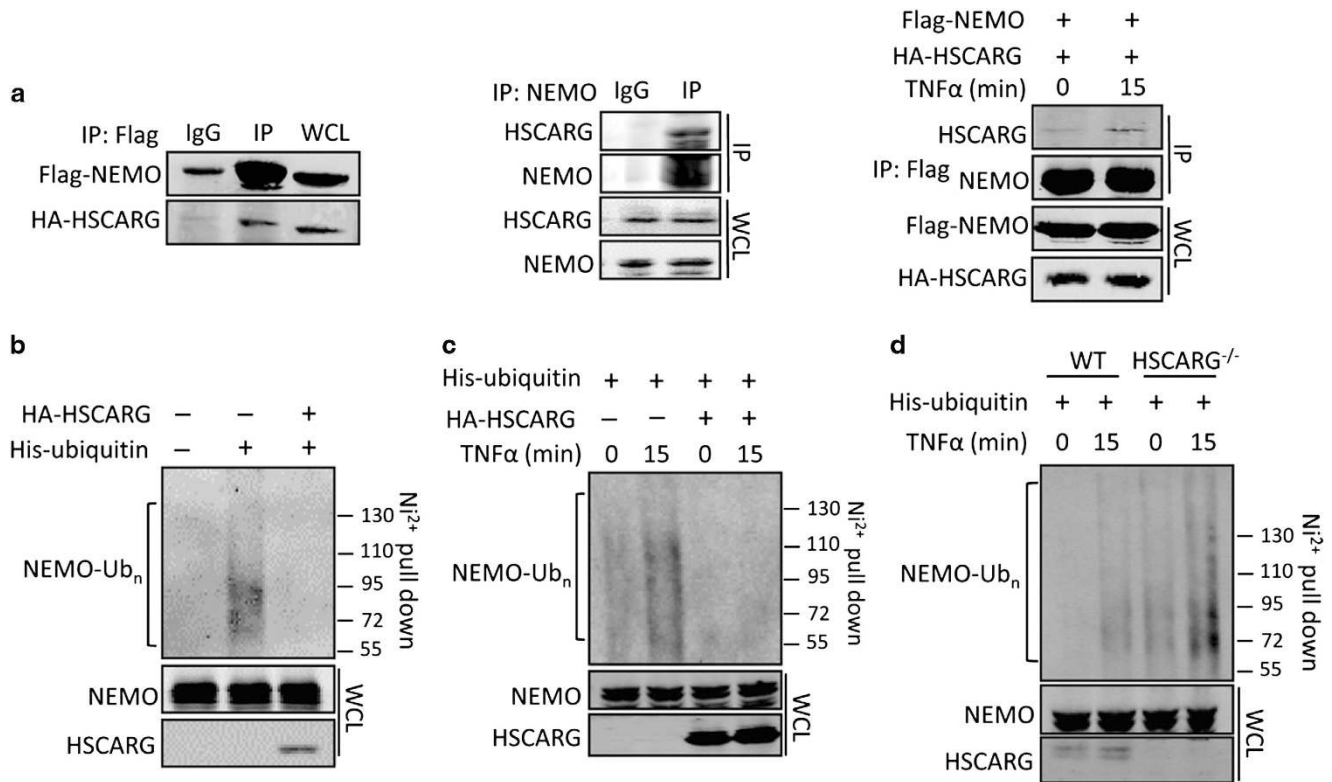 a
IP: Flag IgG IP WCL
Flag-NEMO
HA-HSCARG
IP: NEMO IgG IP
HSCARG
NEMO
IP
HSCARG
NEMO
WCL
Flag-NEMO + +
HA-HSCARG + +
TNFα (min) 0 15
HSCARG
IP: Flag NEMO
IP
Flag-NEMO
HA-HSCARG
WCL
b
HA-HSCARG – – +
His-ubiquitin – + +
NEMO-Ubn
130
95
72
55
Ni2+ pull down
NEMO
HSCARG
WCL
c
His-ubiquitin + + + +
HA-HSCARG – – + +
TNFα (min) 0 15 0 15
NEMO-Ubn
130
110
95
72
55
Ni2+ pull down
NEMO
HSCARG
WCL
d
WT HSCARG-/-
His-ubiquitin + + + +
TNFα (min) 0 15 0 15
NEMO-Ubn
130
110
95
72
55
Ni2+ pull down
NEMO
HSCARG
WCL